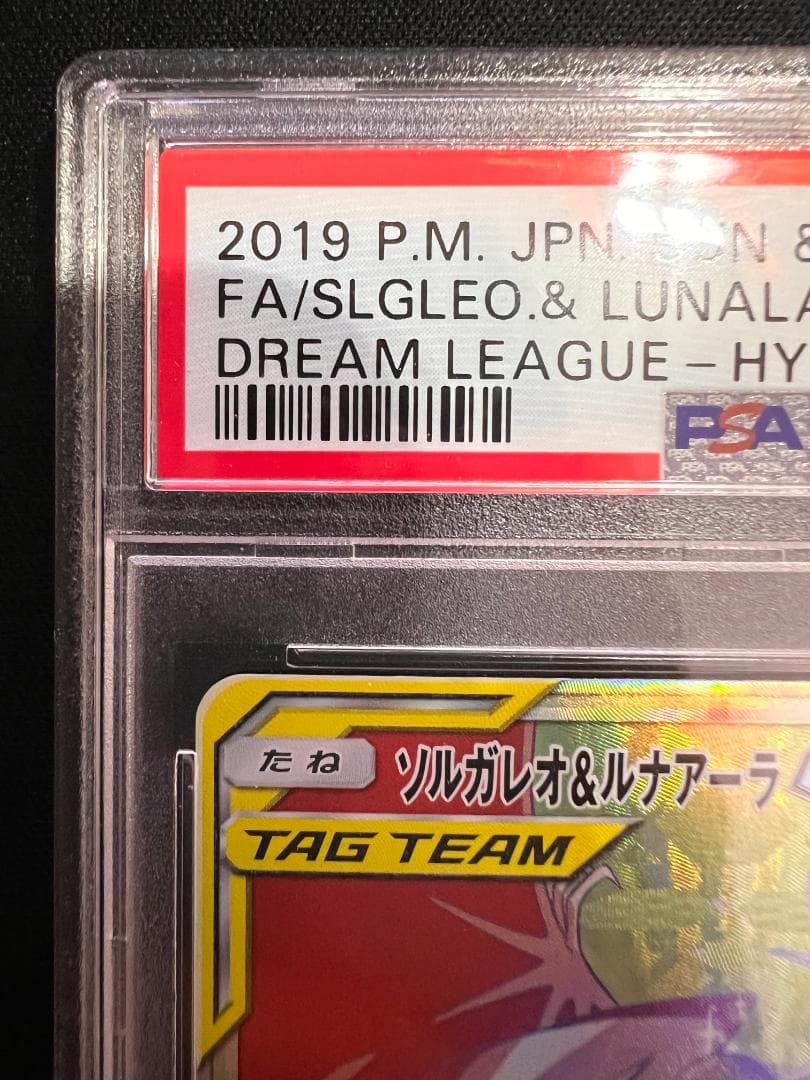 2019 P.M. JPN. SUN &
FA/SLGLEO.& LUNALA
DREAM LEAGUE – HY
PSA
たね
ソルガレオ&ルナアーラ
TAG TEAM